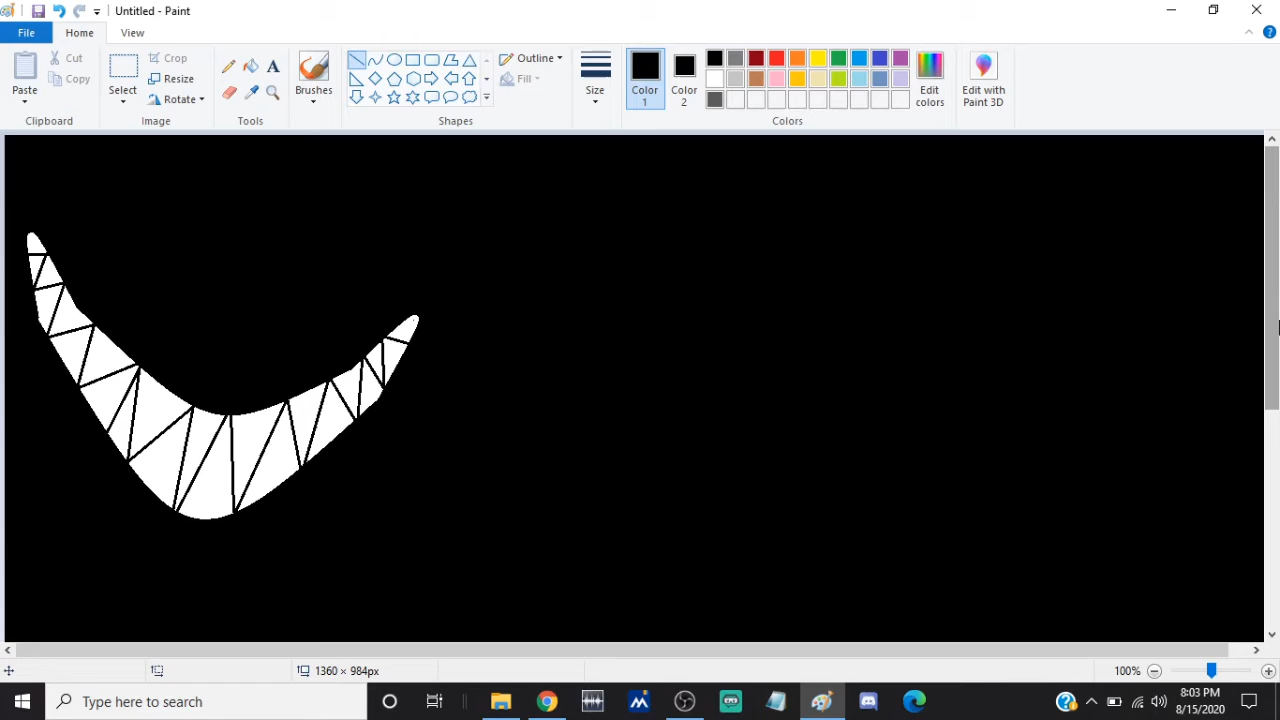 Untitled - Paint
File Home View
Paste
Cut
Copy
Clipboard
Select
Crop
Resize
Rotate
Image
Tools
Brushes
Shapes
Outline
Fill
Size
Color 1
Color 2
Colors
Edit colors
Edit with Paint 3D
1360 × 984px
100%
Type here to search
8:03 PM
8/15/2020